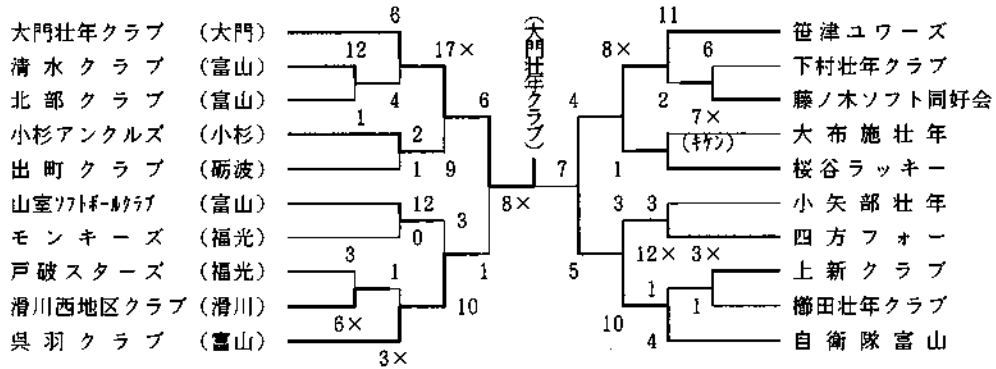 大門壮年クラブ (大門)
清水クラブ (富山)
北部クラブ (富山)
小杉アンクルズ (小杉)
出町クラブ (砺波)
山室ソフトボールクラブ (富山)
モンキーズ (福光)
戸破スターズ (福光)
滑川西地区クラブ (滑川)
呉羽クラブ (富山)
6
12
17×
4
1
2
1
9
12
0
3
3
1
6×
3×
10
6
1
(大門壮年クラブ)
8×
7
4
5
8×
11
6
2
7×
(キケン)
1
3
3
12×
3×
1
1
10
4
笹津ユワーズ
下村壮年クラブ
藤ノ木ソフト同好会
大布施壮年
桜谷ラッキー
小矢部壮年
四方フォー
上新クラブ
櫛田壮年クラブ
自衛隊富山